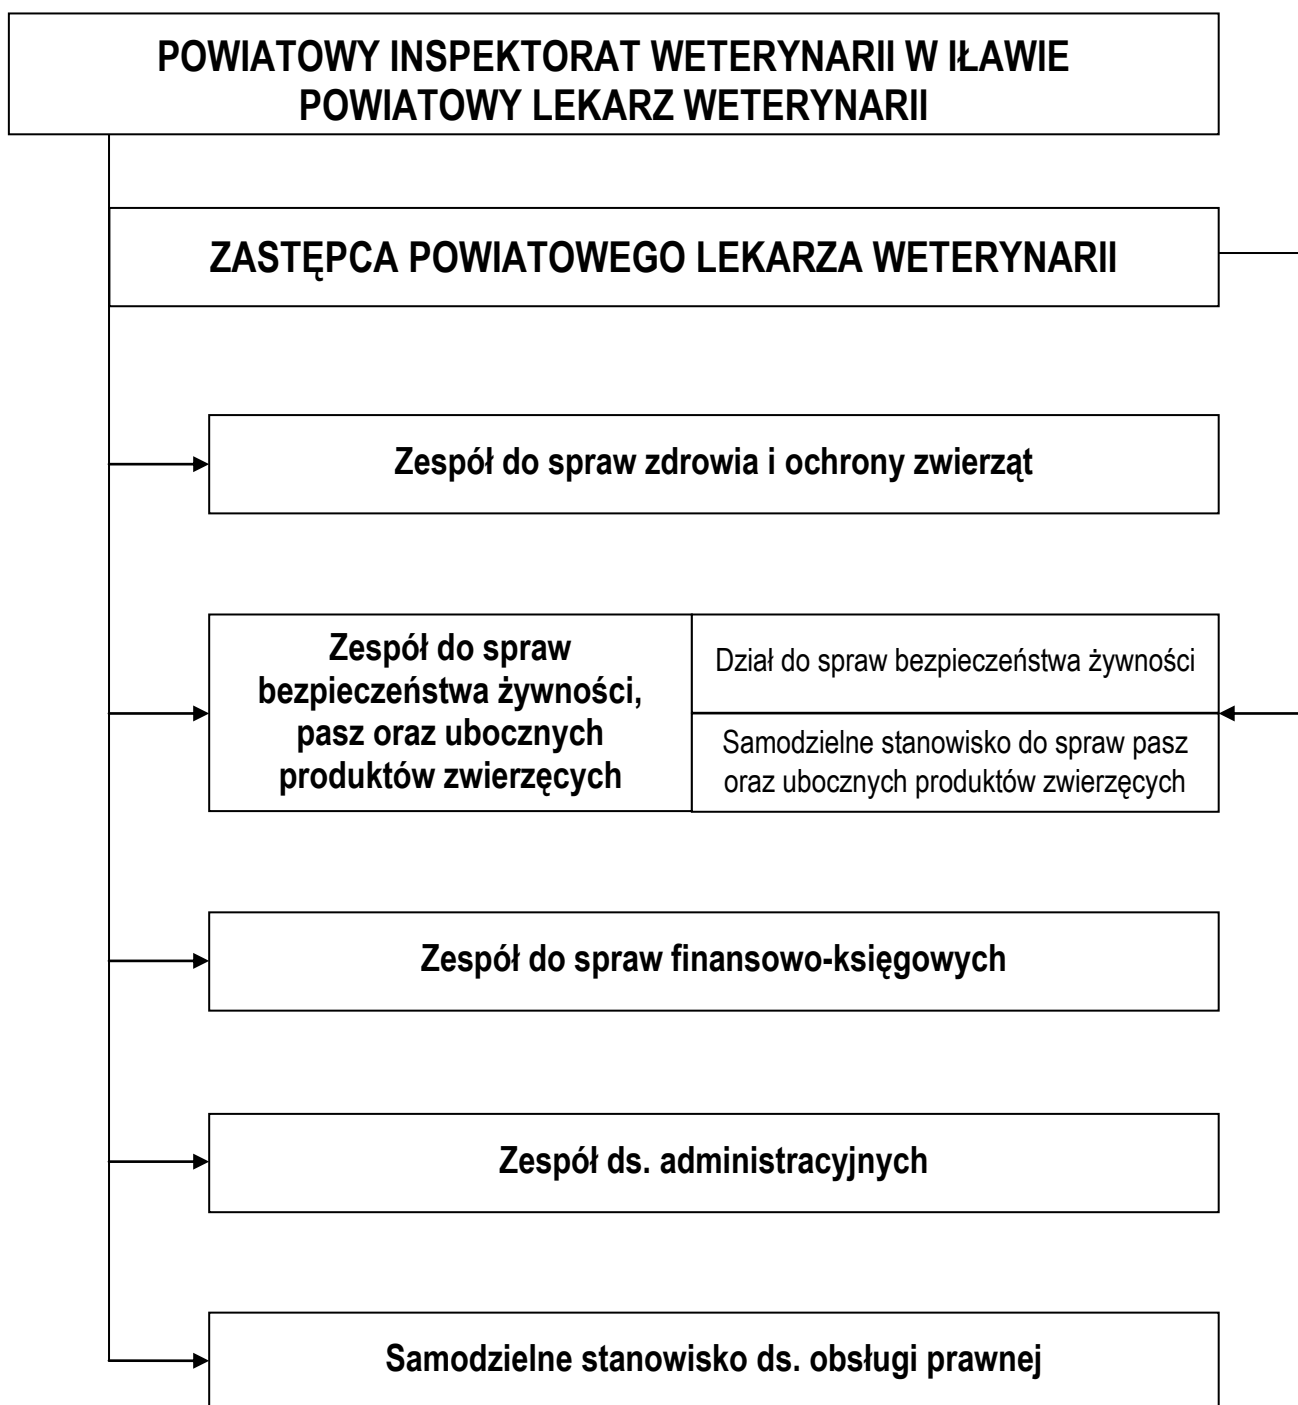 POWIATOWY INSPEKTORAT WETERYNARII W IŁAWIE
POWIATOWY LEKARZ WETERYNARII
ZASTĘPCA POWIATOWEGO LEKARZA WETERYNARII
Zespół do spraw zdrowia i ochrony zwierząt
Zespół do spraw
bezpieczeństwa żywności,
pasz oraz ubocznych
produktów zwierzęcych
Dział do spraw bezpieczeństwa żywności
Samodzielne stanowisko do spraw pasz
oraz ubocznych produktów zwierzęcych
Zespół do spraw finansowo-księgowych
Zespół ds. administracyjnych
Samodzielne stanowisko ds. obsługi prawnej